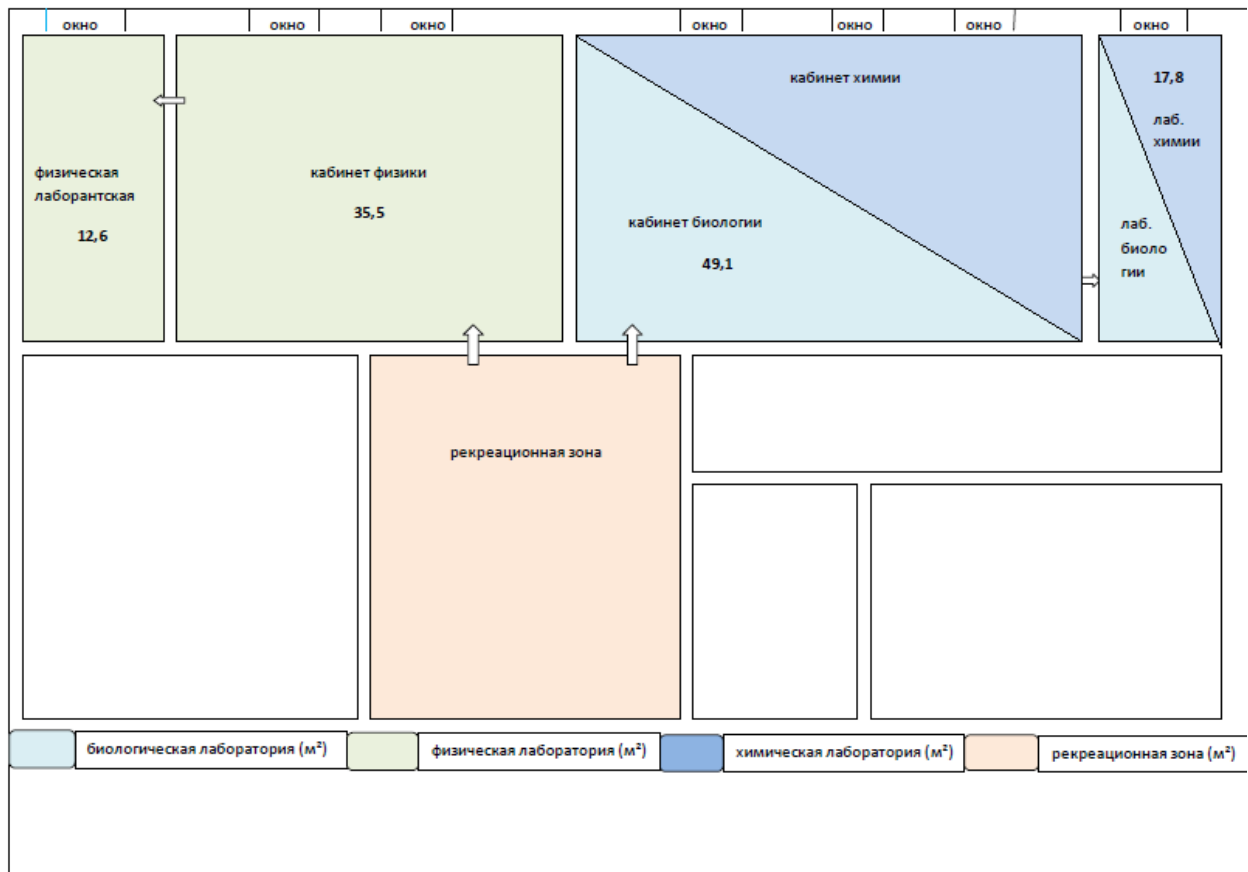 окно
окно
окно
окно
окно
окно
окно
физическая
лаборантская
12,6
кабинет физики
35,5
кабинет химии
кабинет биологии
49,1
17,8
лаб.
химии
лаб.
биоло
гии
рекреационная зона
биологическая лаборатория (м²)
физическая лаборатория (м²)
химическая лаборатория (м²)
рекреационная зона (м²)